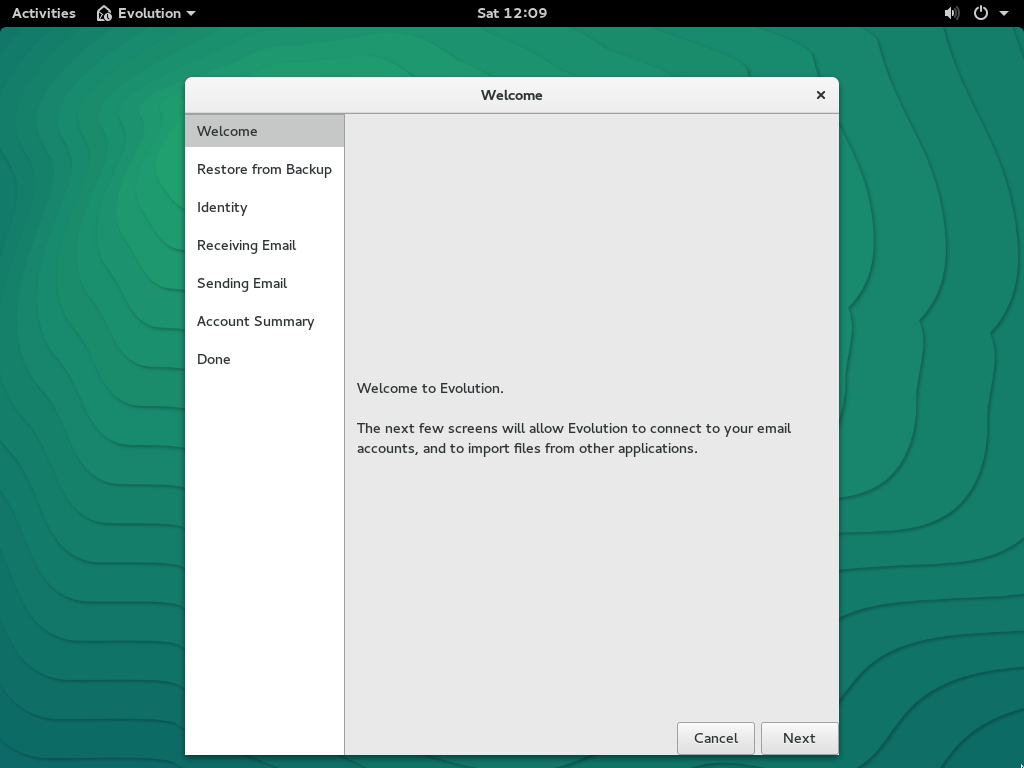 Activities
Evolution
Sat 12:09
Welcome
Welcome
Restore from Backup
Identity
Receiving Email
Sending Email
Account Summary
Done
Welcome to Evolution.
The next few screens will allow Evolution to connect to your email
accounts, and to import files from other applications.
Cancel
Next